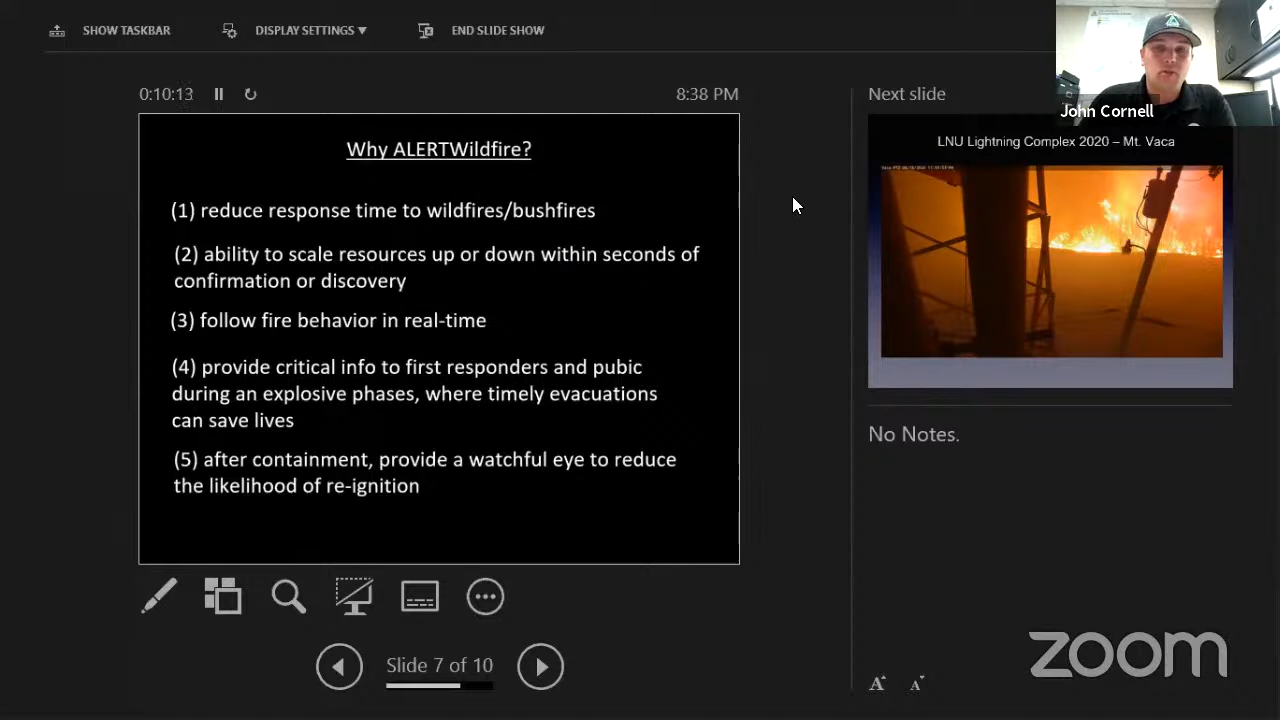 SHOW TASKBAR
DISPLAY SETTINGS ▼
END SLIDE SHOW
0:10:13
8:38 PM
Why ALERTWildfire?
(1) reduce response time to wildfires/bushfires
(2) ability to scale resources up or down within seconds of
confirmation or discovery
(3) follow fire behavior in real-time
(4) provide critical info to first responders and pubic
during an explosive phases, where timely evacuations
can save lives
(5) after containment, provide a watchful eye to reduce
the likelihood of re-ignition
Slide 7 of 10
Next slide
John Cornell
LNU Lightning Complex 2020 – Mt. Vaca
No Notes.
A A
zoom